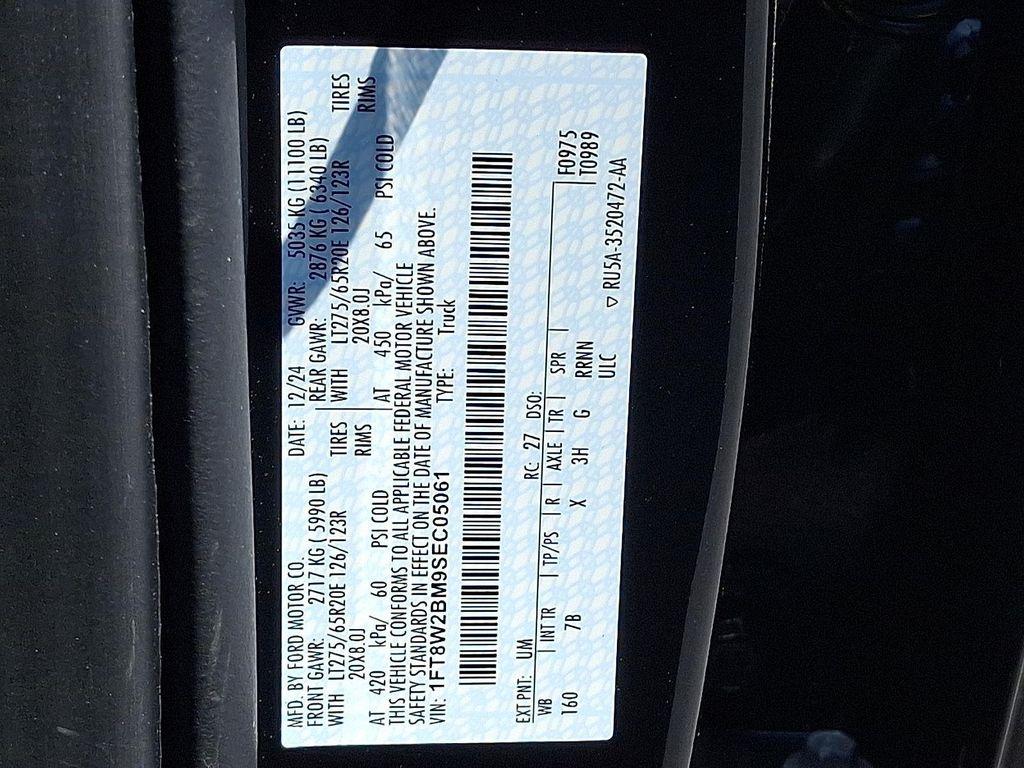 MFD. BY FORD MOTOR CO.
DATE: 12/24 GVWR: 5035 KG (11100 LB)
FRONT GAWR: 2717 KG ( 5990 LB) REAR GAWR: 2876 KG ( 6340 LB)
WITH LT275/65R20E 126/123R TIRES WITH LT275/65R20E 126/123R TIRES
20X8.0J RIMS 20X8.0J RIMS
AT 420 kPa/ 60 PSI COLD AT 450 kPa/ 65 PSI COLD
THIS VEHICLE CONFORMS TO ALL APPLICABLE FEDERAL MOTOR VEHICLE
SAFETY STANDARDS IN EFFECT ON THE DATE OF MANUFACTURE SHOWN ABOVE.
VIN: 1FT8W2BM9SEC05061 TYPE: Truck
EXT PNT: UM RC: 27 DSO:
WB | INT TR | TP/PS | R | AXLE | TR | SPR | F0975
160 7B X 3H G RRNN T0989
ULC
▽ RU5A-3520472-AA